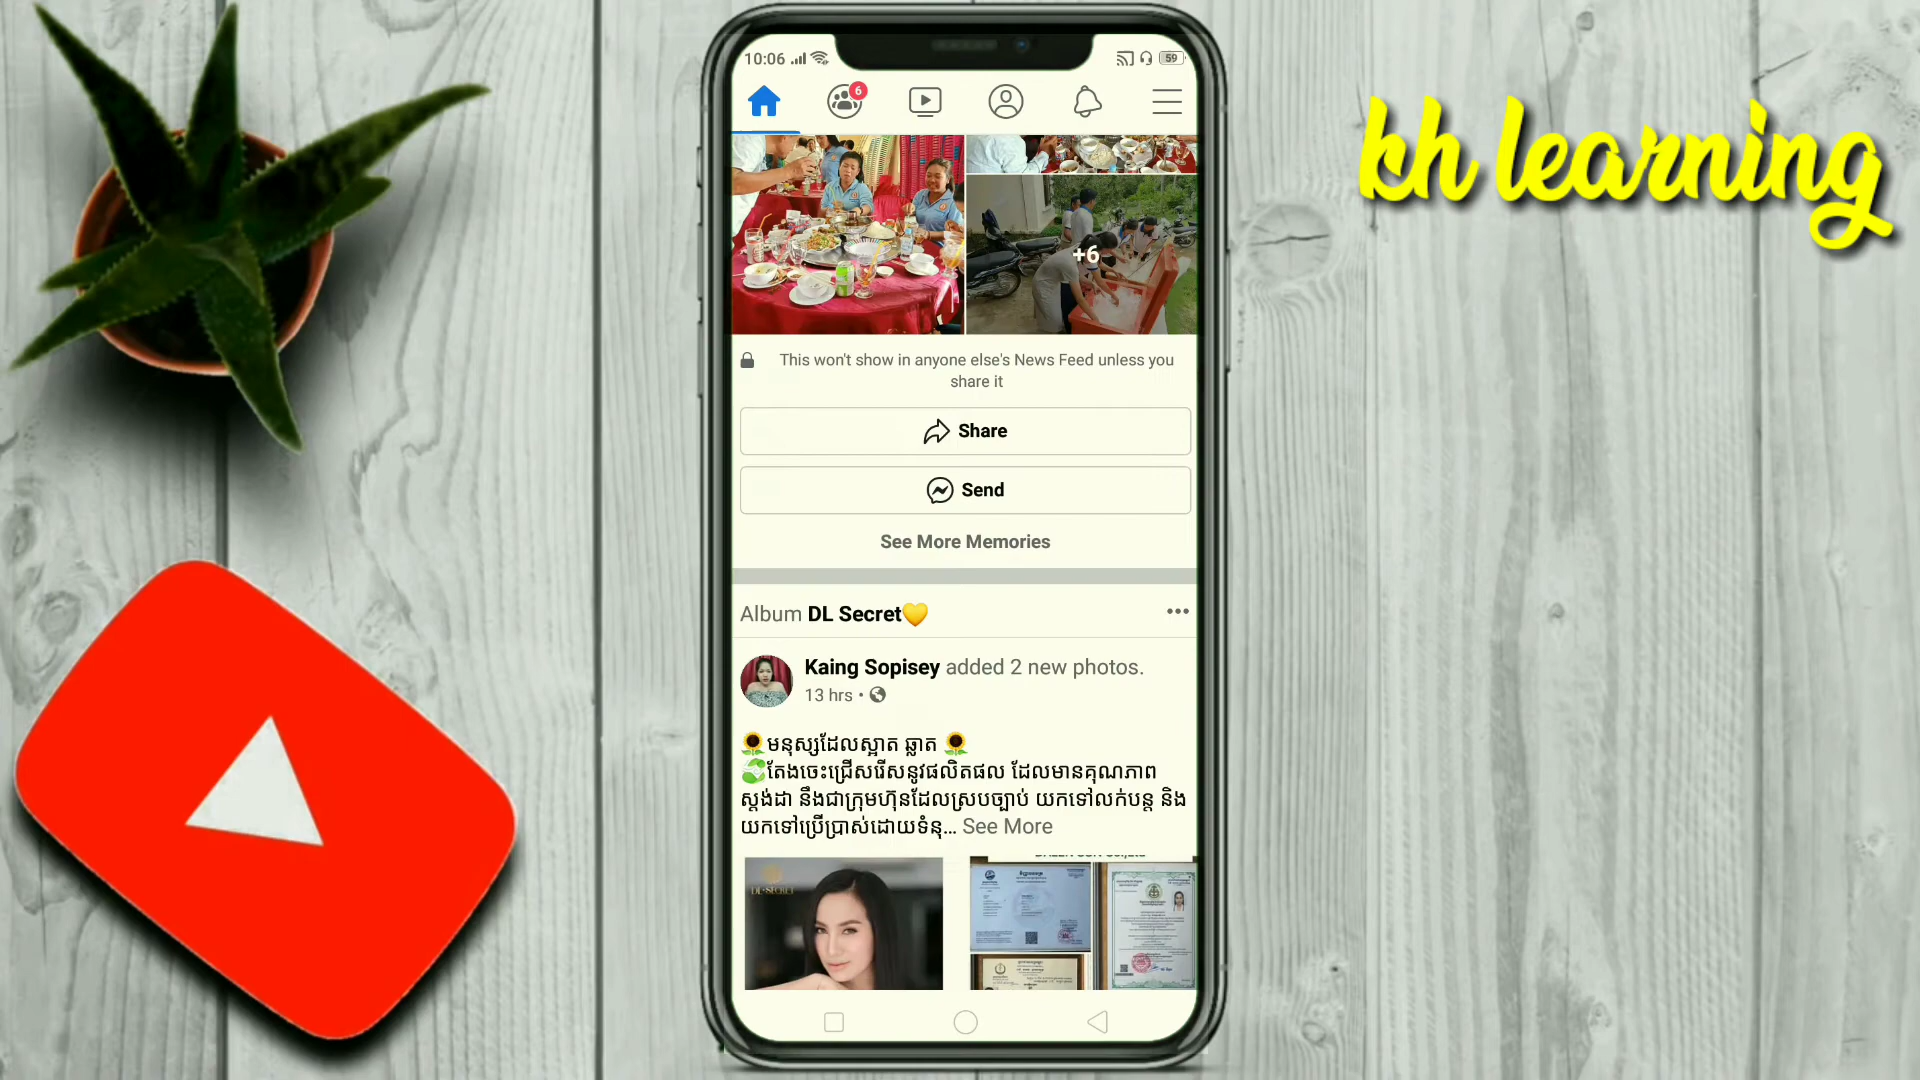 kh learning
10:06
59
6
+6
This won't show in anyone else's News Feed unless you
share it
Share
Send
See More Memories
Album DL Secret💛
Kaing Sopisey added 2 new photos.
13 hrs •
🌻មនុស្សដែលស្អាត ឆ្លាត 🌻
តែងចេះជ្រើសរើសនូវផលិតផល ដែលមានគុណភាព
ស្តង់ដា នឹងជាក្រុមហ៊ុនដែលស្របច្បាប់ យកទៅលក់បន្ត និង
យកទៅប្រើប្រាស់ដោយទំនុ... See More
DL·SECRET